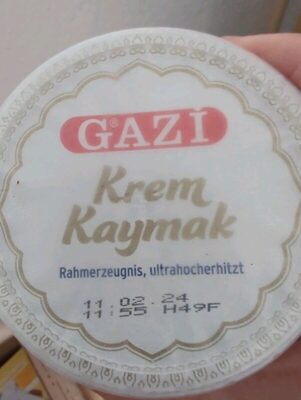 GAZi®
Krem
Kaymak
Rahmerzeugnis, ultrahocherhitzt
11.02.24
11:55 H49F